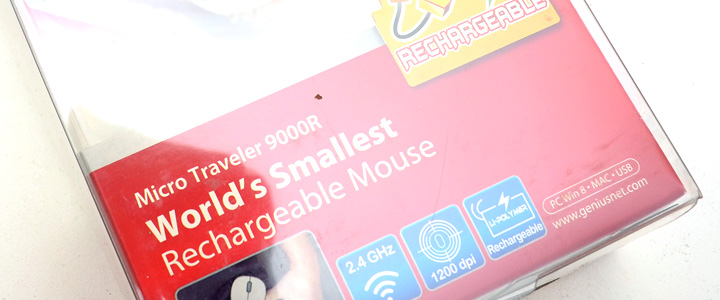 RECHARGEABLE
Micro Traveler 9000R
World's Smallest
Rechargeable Mouse
2.4 GHz
1200 dpi
Li-POLYMER
Rechargeable
PC Win 8 • MAC • USB
www.geniusnet.com